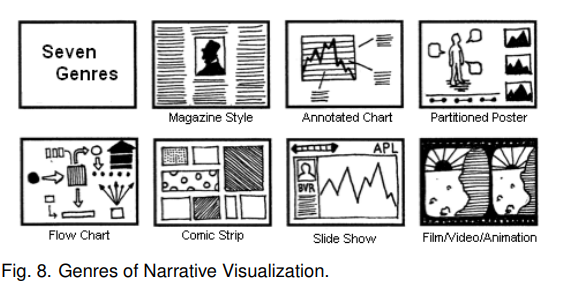 Seven
Genres
Magazine Style
Annotated Chart
Partitioned Poster
APL
BVR
Flow Chart
Comic Strip
Slide Show
Film/Video/Animation
Fig. 8. Genres of Narrative Visualization.